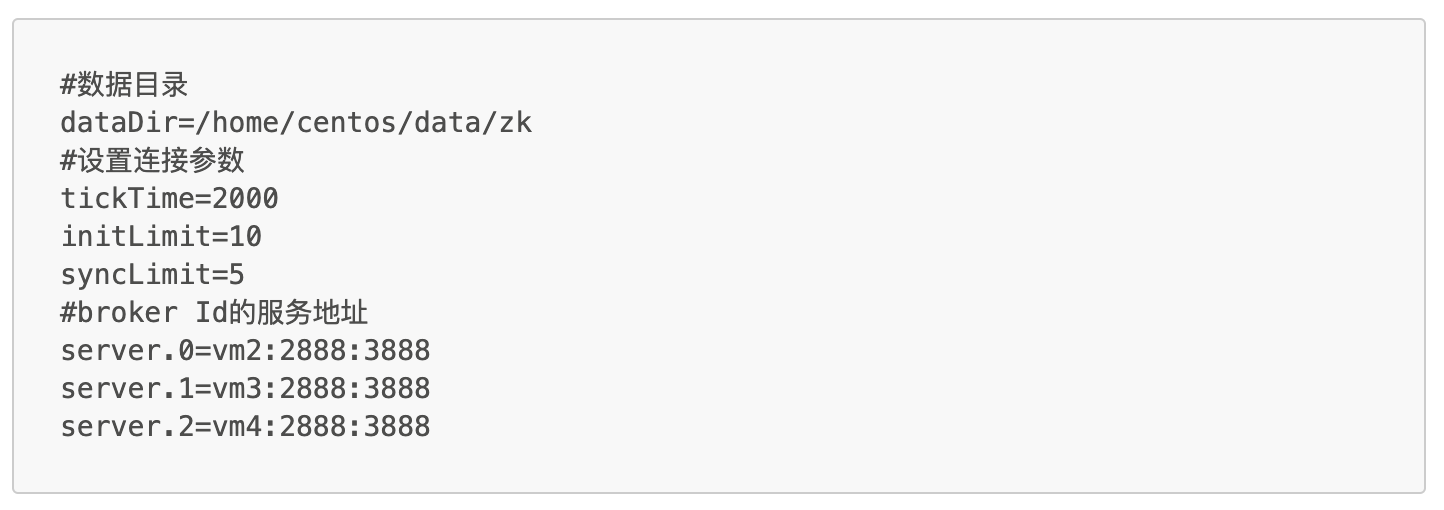 #数据目录
dataDir=/home/centos/data/zk
#设置连接参数
tickTime=2000
initLimit=10
syncLimit=5
#broker Id的服务地址
server.0=vm2:2888:3888
server.1=vm3:2888:3888
server.2=vm4:2888:3888